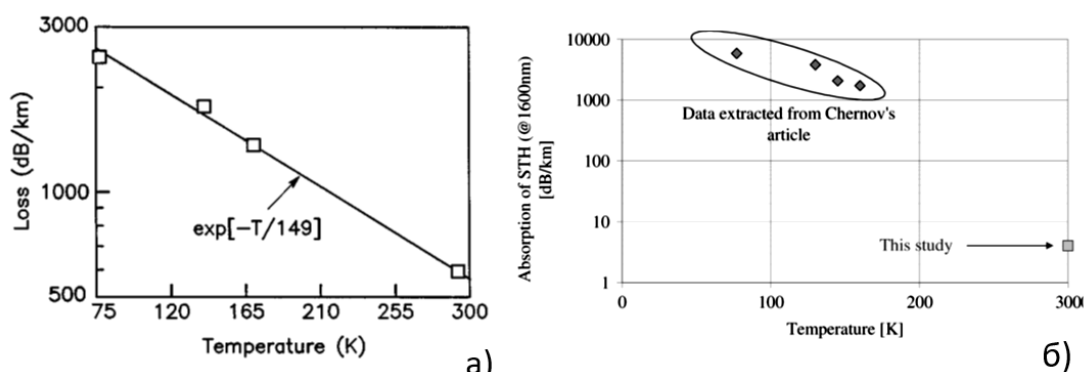 3000
1000
500
Loss (dB/km)
exp[-T/149]
75 120 165 210 255 300
Temperature (K)
а)
10000
1000
100
10
1
Absorption of STH (@1600nm)
[dB/km]
Data extracted from Chernov's
article
This study
0 100 200 3000
Temperature [K]
б)